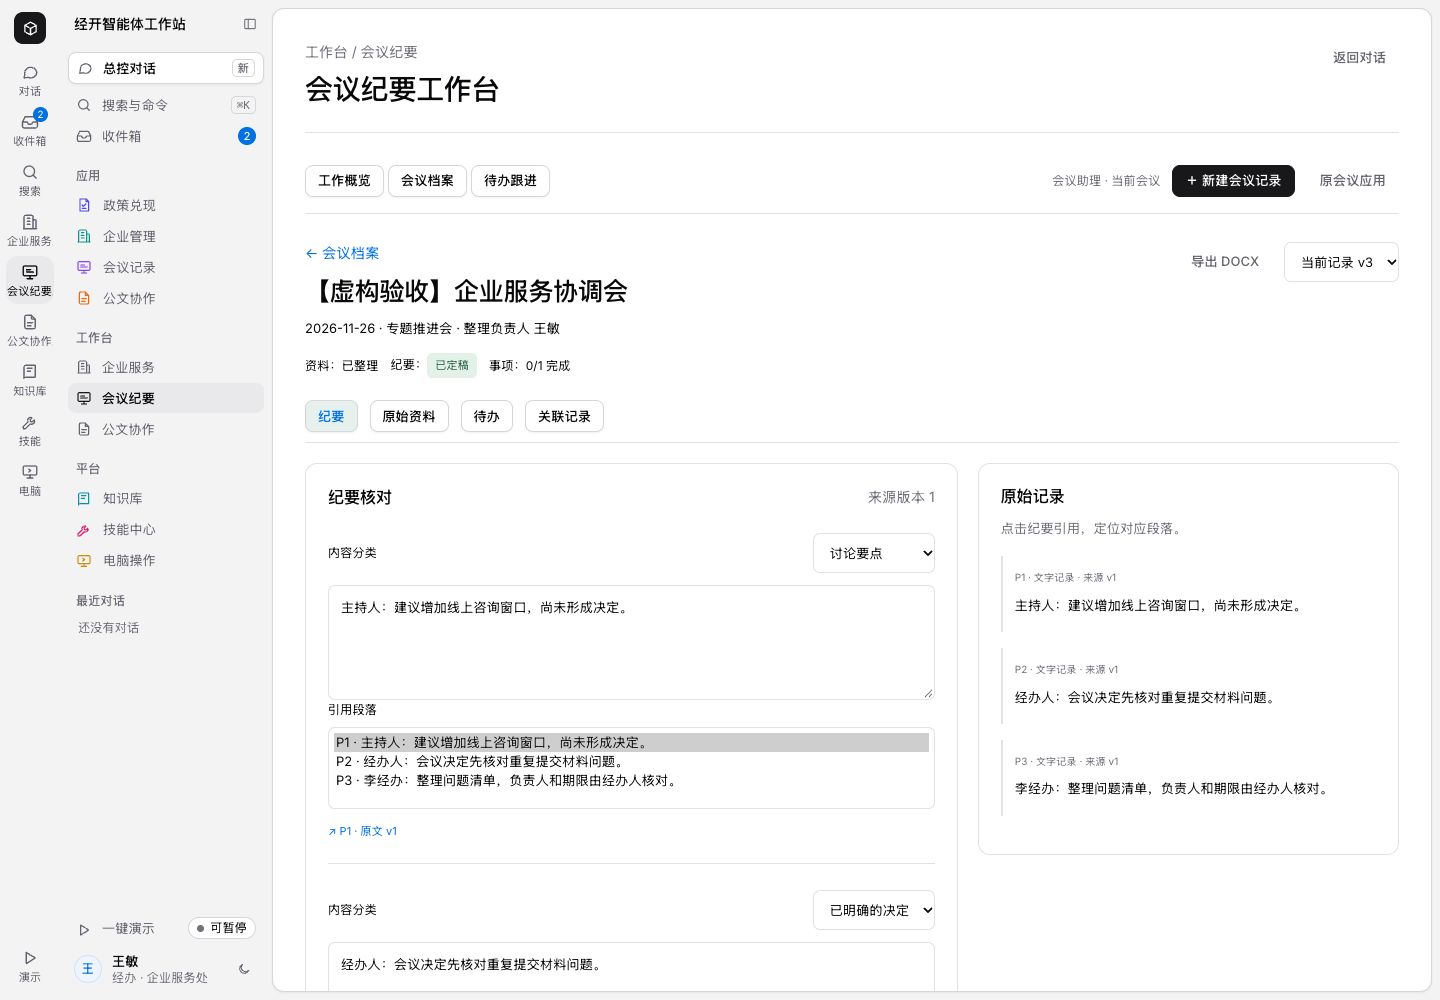 对话
2
收件箱
搜索
企业服务
会议纪要
公文协作
知识库
技能
电脑
演示
经开智能体工作站
总控对话 新
搜索与命令 ⌘K
收件箱 2
应用
政策兑现
企业管理
会议记录
公文协作
工作台
企业服务
会议纪要
公文协作
平台
知识库
技能中心
电脑操作
最近对话
还没有对话
一键演示 可暂停
王 王敏
经办 · 企业服务处
工作台 / 会议纪要
返回对话
会议纪要工作台
工作概览 会议档案 待办跟进 会议助理 · 当前会议 + 新建会议记录 原会议应用
← 会议档案
导出 DOCX 当前记录 v3
【虚构验收】企业服务协调会
2026-11-26 · 专题推进会 · 整理负责人 王敏
资料：已整理 纪要：已定稿 事项：0/1 完成
纪要 原始资料 待办 关联记录
纪要核对 来源版本 1
内容分类 讨论要点
主持人：建议增加线上咨询窗口，尚未形成决定。
引用段落
P1 · 主持人：建议增加线上咨询窗口，尚未形成决定。
P2 · 经办人：会议决定先核对重复提交材料问题。
P3 · 李经办：整理问题清单，负责人和期限由经办人核对。
↗ P1 · 原文 v1
内容分类 已明确的决定
经办人：会议决定先核对重复提交材料问题。
原始记录
点击纪要引用，定位对应段落。
P1 · 文字记录 · 来源 v1
主持人：建议增加线上咨询窗口，尚未形成决定。
P2 · 文字记录 · 来源 v1
经办人：会议决定先核对重复提交材料问题。
P3 · 文字记录 · 来源 v1
李经办：整理问题清单，负责人和期限由经办人核对。